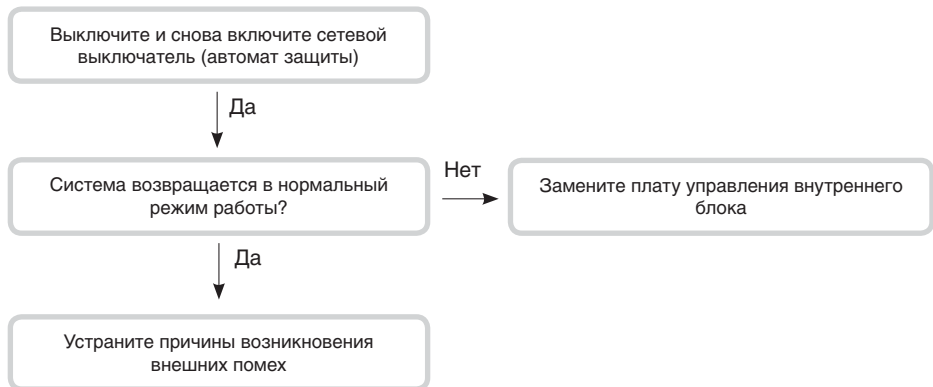 Выключите и снова включите сетевой
выключатель (автомат защиты)
Да
Система возвращается в нормальный
режим работы?
Нет
Замените плату управления внутреннего
блока
Да
Устраните причины возникновения
внешних помех